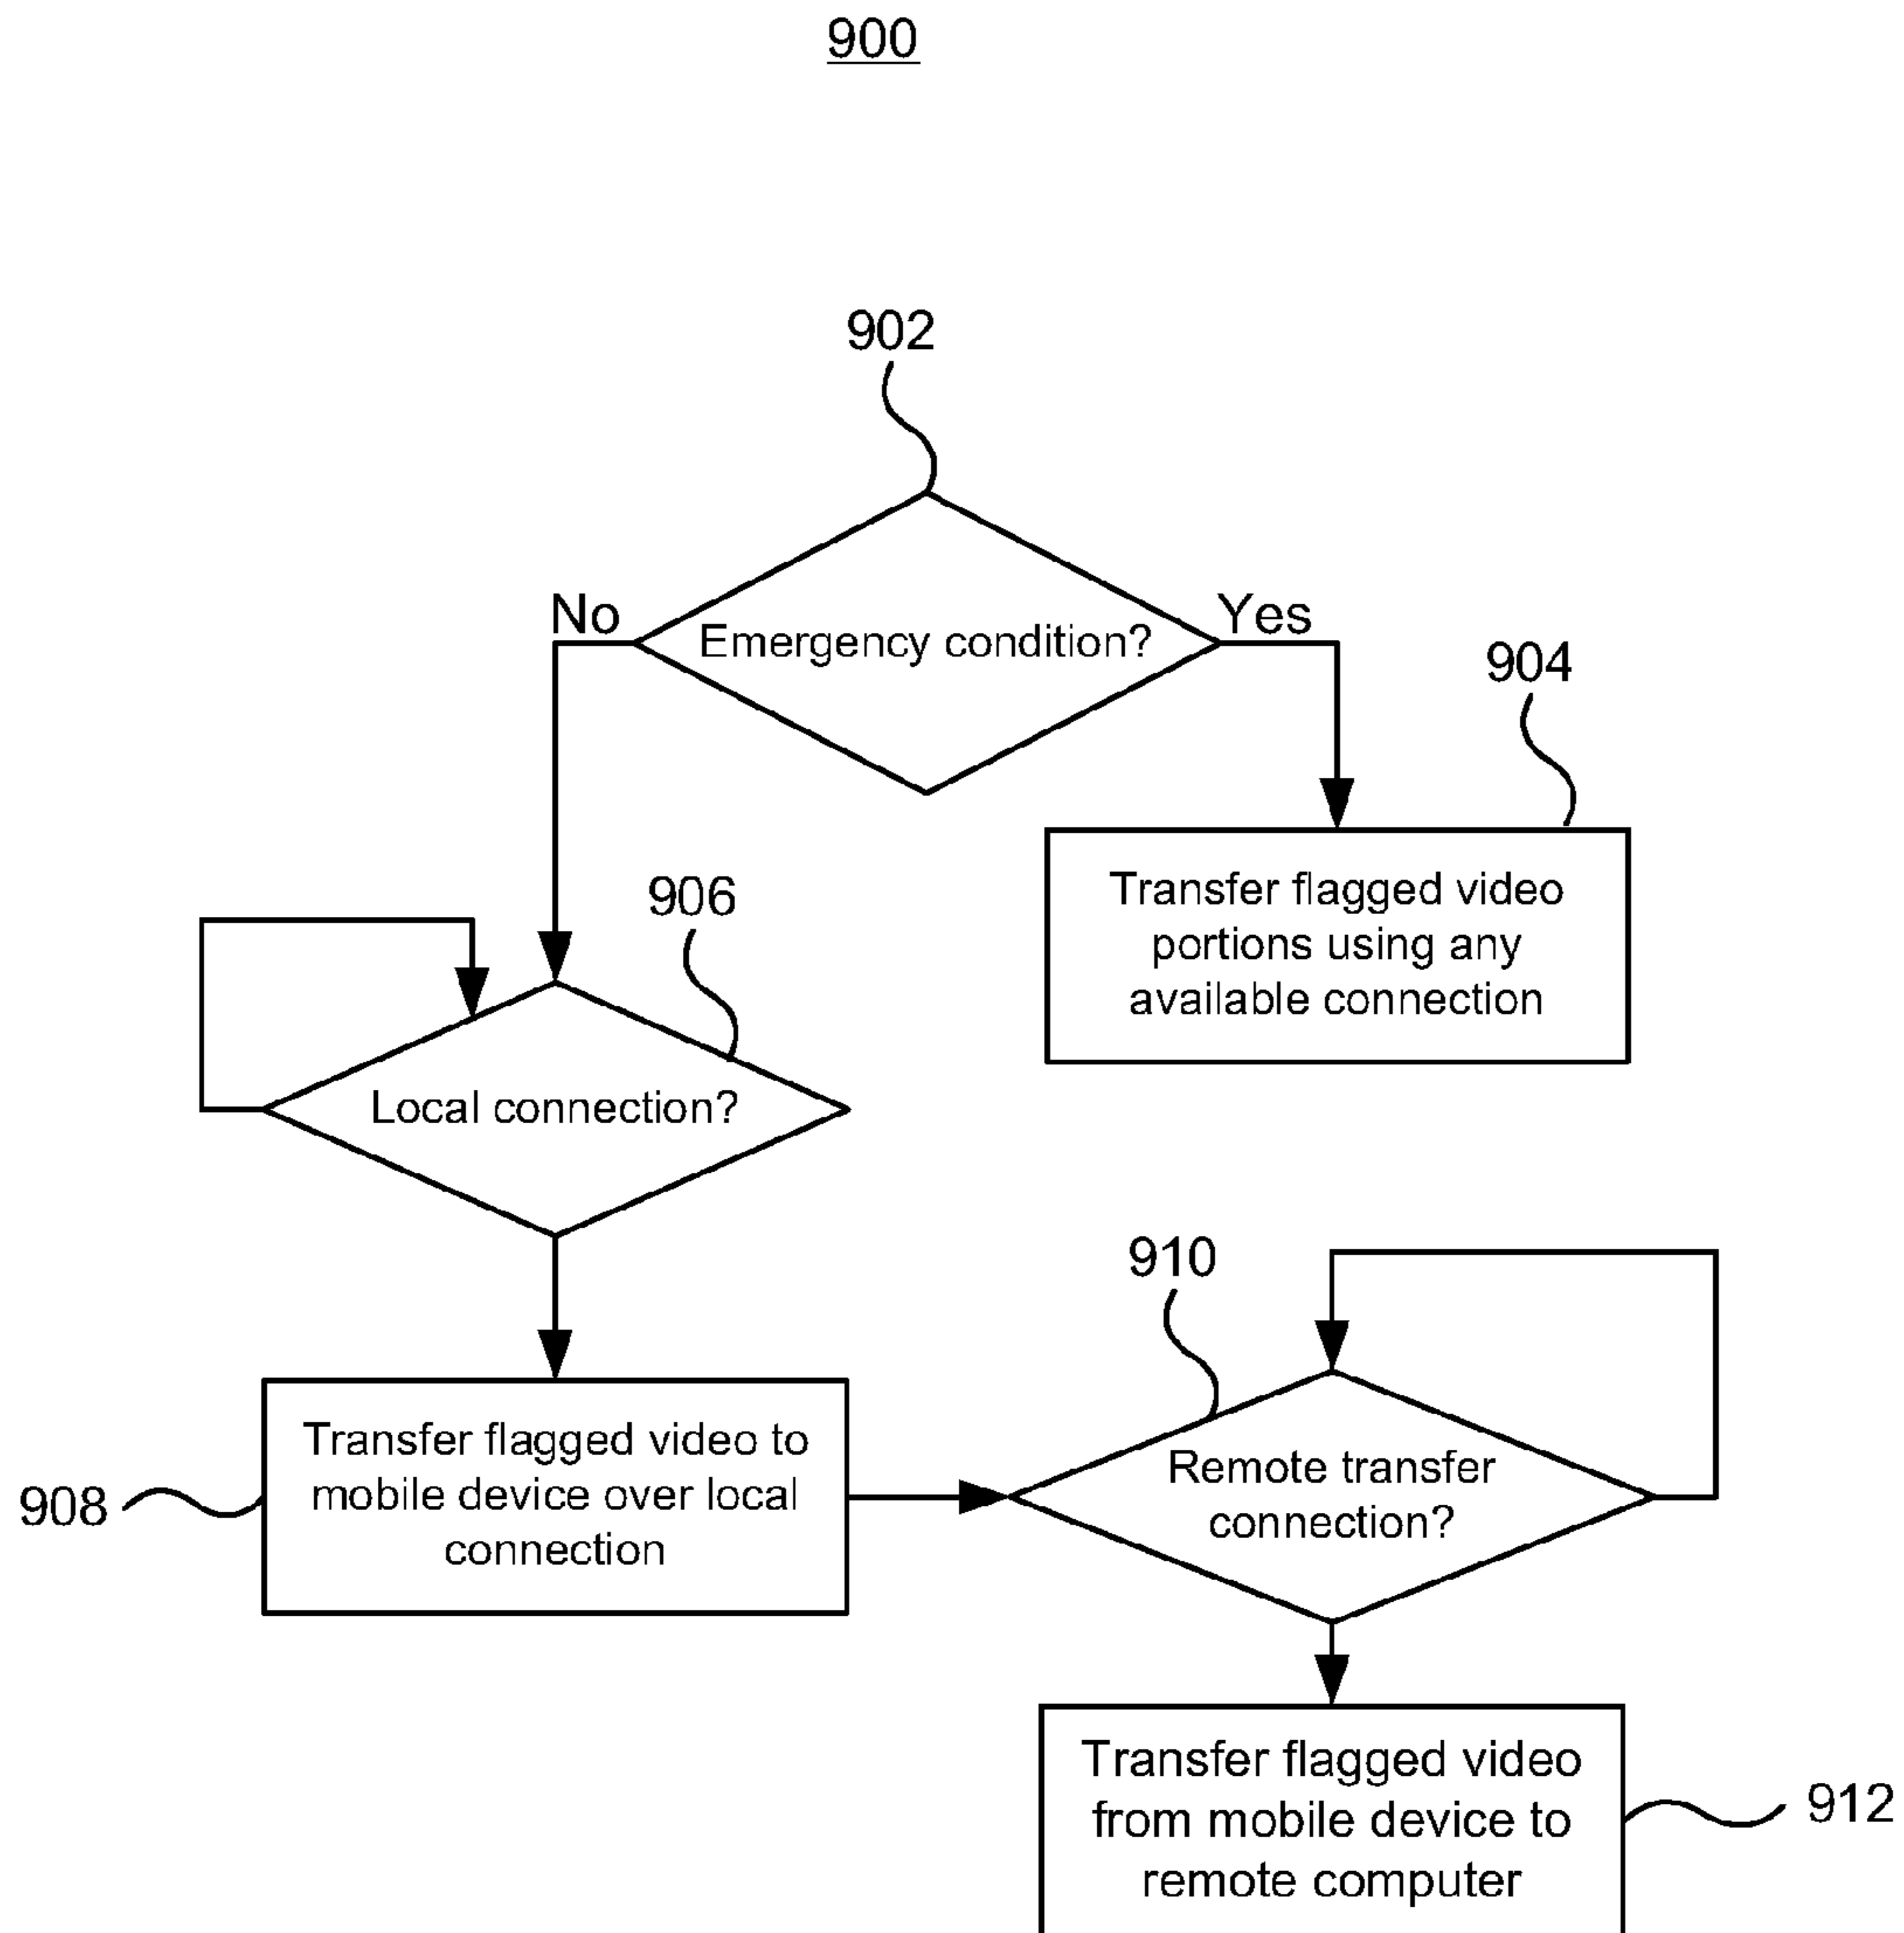 900
902
No
Emergency condition?
Yes
904
Transfer flagged video
portions using any
available connection
906
Local connection?
908
Transfer flagged video to
mobile device over local
connection
910
Remote transfer
connection?
Transfer flagged video
from mobile device to
remote computer
912